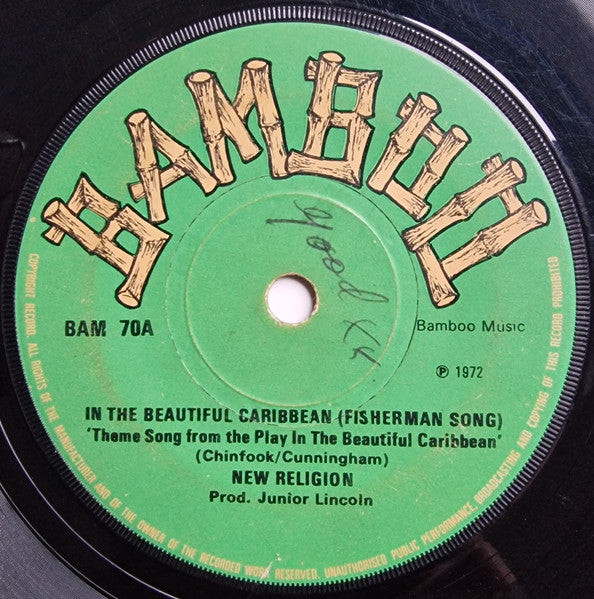 BAMBOO
good xx
BAM 70A
Bamboo Music
℗ 1972
IN THE BEAUTIFUL CARIBBEAN (FISHERMAN SONG)
'Theme Song from the Play In The Beautiful Caribbean'
(Chinfook/Cunningham)
NEW RELIGION
Prod. Junior Lincoln
COPYRIGHT RECORD. ALL RIGHTS OF THE MANUFACTURER AND OF THE OWNER OF THE RECORDED WORK RESERVED. UNAUTHORISED PUBLIC PERFORMANCE, BROADCASTING AND COPYING OF THIS RECORD PROHIBITED